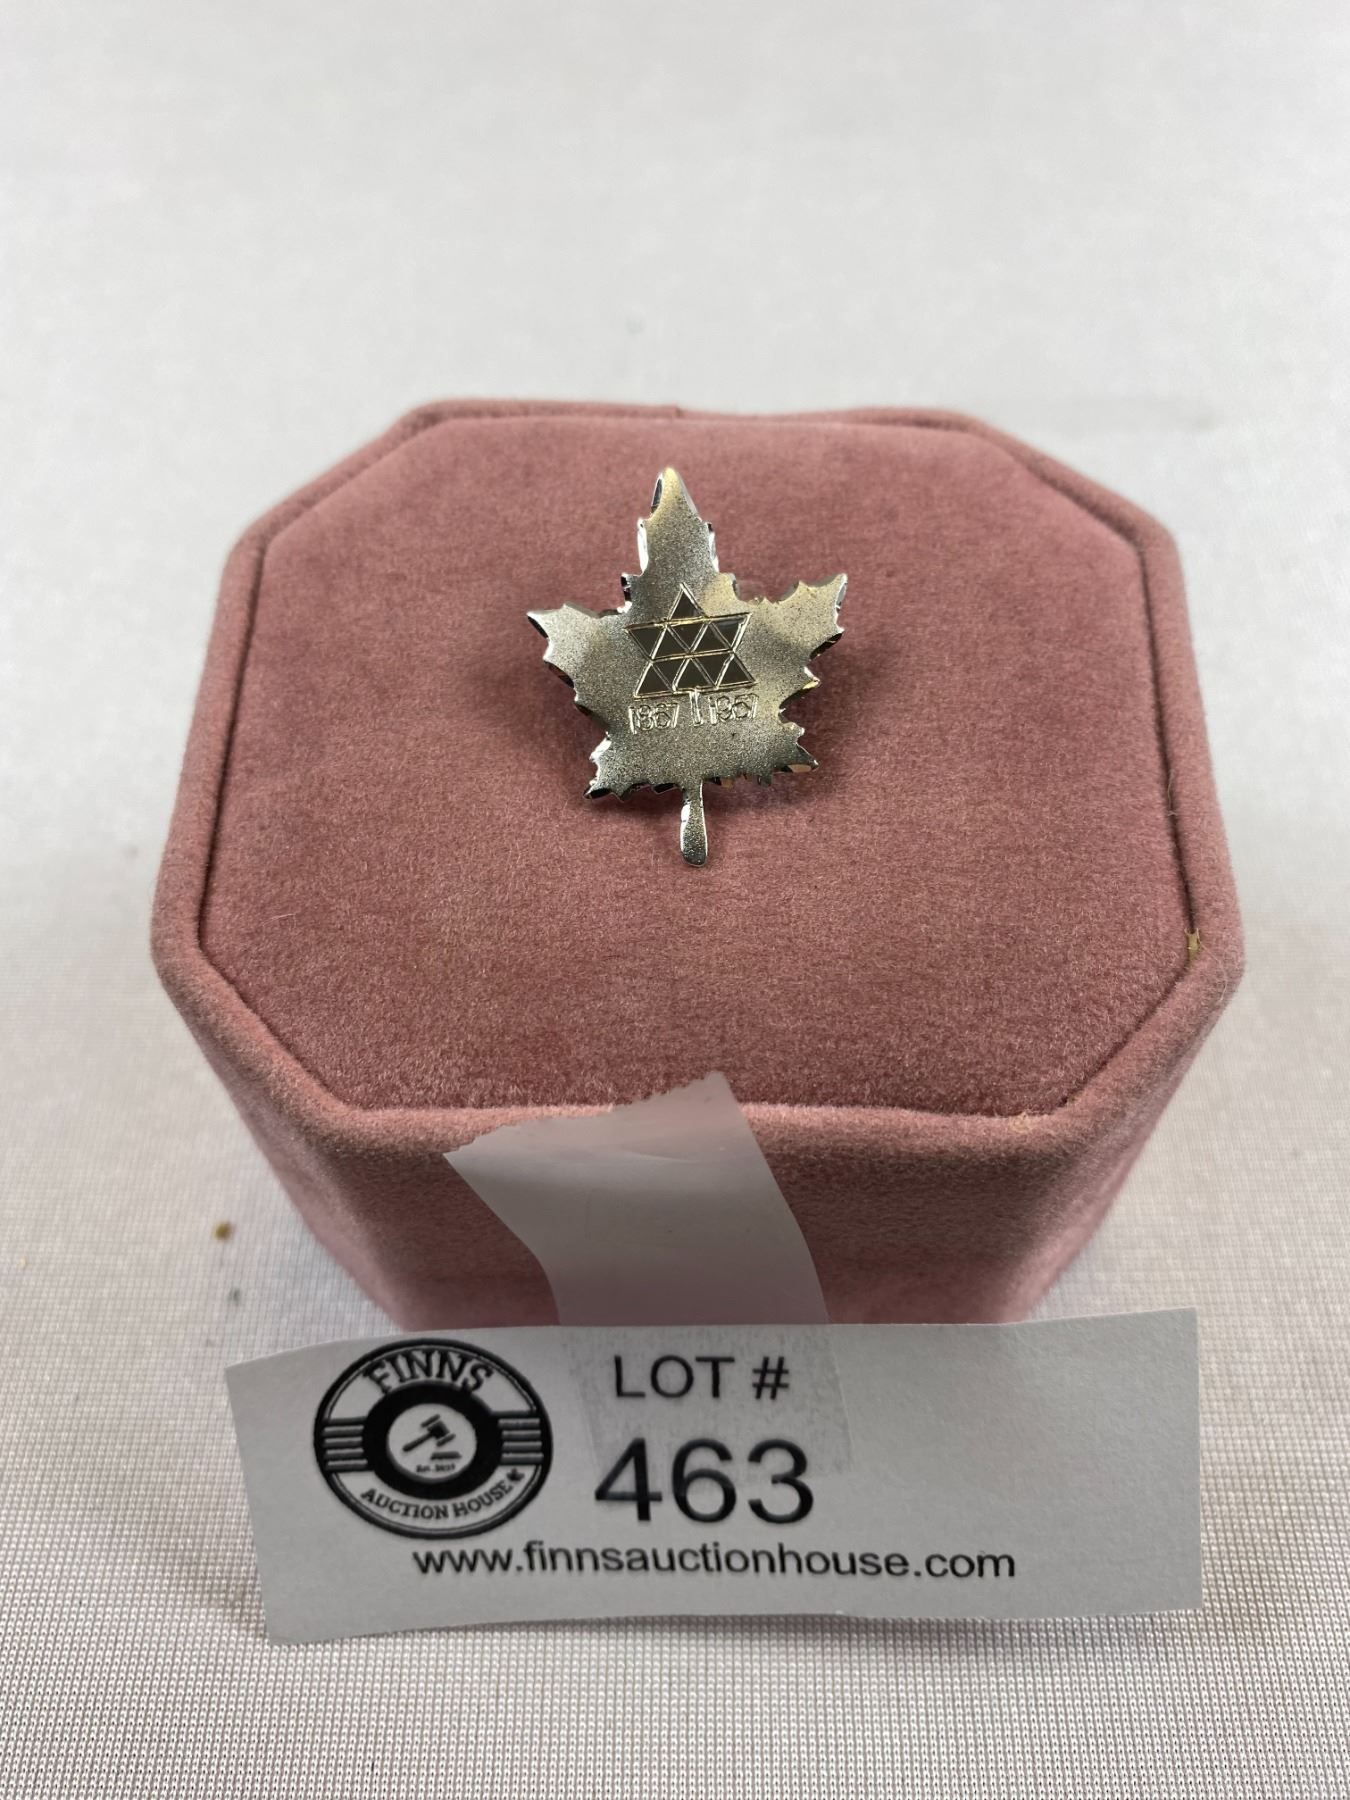 1867 1967
FINNS
AUCTION HOUSE
LOT #
463
www.finnsauctionhouse.com